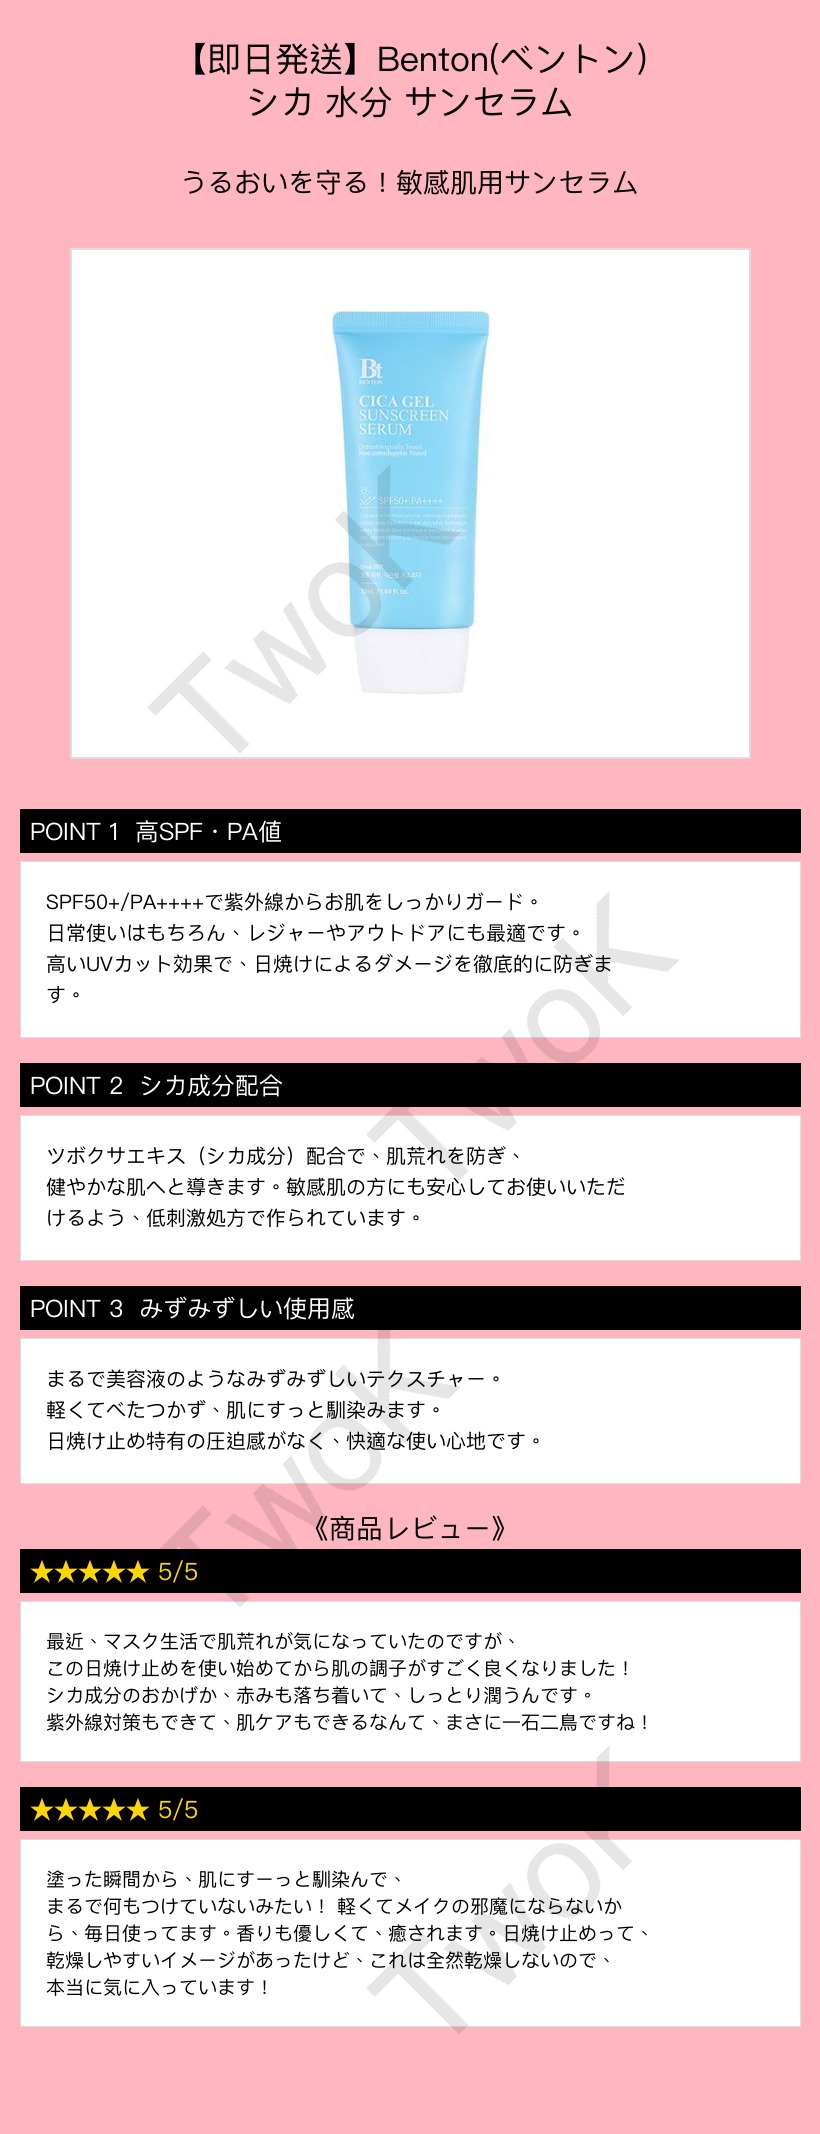 【即日発送】Benton(ベントン)
シカ 水分 サンセラム
うるおいを守る！敏感肌用サンセラム
Bt
BENTON
CICA GEL
SUNSCREEN
SERUM
Dermatologically Tested
Non-comedogenic Tested
SPF50+ PA++++
TwoK
POINT 1 高SPF・PA値
SPF50+/PA++++で紫外線からお肌をしっかりガード。
日常使いはもちろん、レジャーやアウトドアにも最適です。
高いUVカット効果で、日焼けによるダメージを徹底的に防ぎま
す。
TwoK
POINT 2 シカ成分配合
ツボクサエキス（シカ成分）配合で、肌荒れを防ぎ、
健やかな肌へと導きます。敏感肌の方にも安心してお使いいただ
けるよう、低刺激処方で作られています。
POINT 3 みずみずしい使用感
まるで美容液のようなみずみずしいテクスチャー。
軽くてべたつかず、肌にすっと馴染みます。
日焼け止め特有の圧迫感がなく、快適な使い心地です。
TwoK
《商品レビュー》
★★★★★ 5/5
最近、マスク生活で肌荒れが気になっていたのですが、
この日焼け止めを使い始めてから肌の調子がすごく良くなりました！
シカ成分のおかげか、赤みも落ち着いて、しっとり潤うんです。
紫外線対策もできて、肌ケアもできるなんて、まさに一石二鳥ですね！
★★★★★ 5/5
塗った瞬間から、肌にすーっと馴染んで、
まるで何もつけていないみたい！ 軽くてメイクの邪魔にならないか
ら、毎日使ってます。香りも優しくて、癒されます。日焼け止めって、
乾燥しやすいイメージがあったけど、これは全然乾燥しないので、
本当に気に入っています！
TwoK